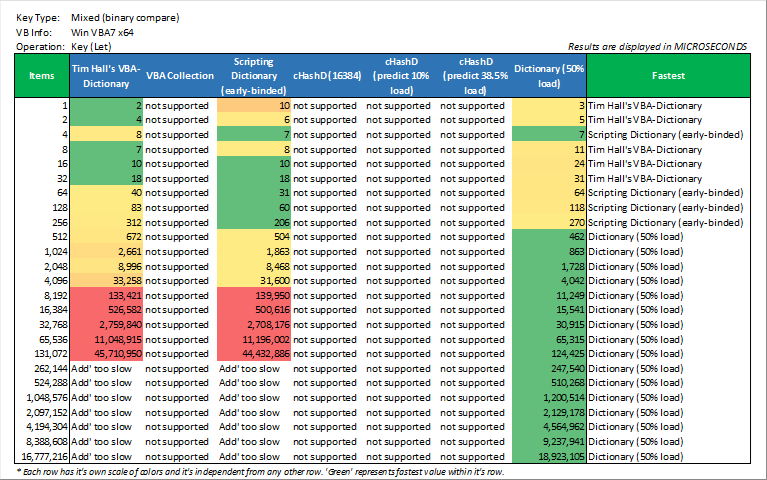 Key Type: Mixed (binary compare)
VB Info: Win VBA7 x64
Operation: Key (Let) Results are displayed in MICROSECONDS
Items Tim Hall's VBA-Dictionary VBA Collection Scripting Dictionary (early-binded) cHashD (16384) cHashD (predict 10% load) cHashD (predict 38.5% load) Dictionary (50% load) Fastest
1 2 not supported 10 not supported not supported not supported 3 Tim Hall's VBA-Dictionary
2 4 not supported 6 not supported not supported not supported 5 Tim Hall's VBA-Dictionary
4 8 not supported 7 not supported not supported not supported 7 Scripting Dictionary (early-binded)
8 7 not supported 8 not supported not supported not supported 11 Tim Hall's VBA-Dictionary
16 10 not supported 10 not supported not supported not supported 24 Tim Hall's VBA-Dictionary
32 18 not supported 18 not supported not supported not supported 31 Tim Hall's VBA-Dictionary
64 40 not supported 31 not supported not supported not supported 64 Scripting Dictionary (early-binded)
128 83 not supported 60 not supported not supported not supported 118 Scripting Dictionary (early-binded)
256 312 not supported 206 not supported not supported not supported 270 Scripting Dictionary (early-binded)
512 672 not supported 504 not supported not supported not supported 462 Dictionary (50% load)
1,024 2,661 not supported 1,863 not supported not supported not supported 863 Dictionary (50% load)
2,048 8,996 not supported 8,468 not supported not supported not supported 1,728 Dictionary (50% load)
4,096 33,258 not supported 31,600 not supported not supported not supported 4,042 Dictionary (50% load)
8,192 133,421 not supported 139,950 not supported not supported not supported 11,249 Dictionary (50% load)
16,384 526,582 not supported 500,616 not supported not supported not supported 15,541 Dictionary (50% load)
32,768 2,759,840 not supported 2,708,176 not supported not supported not supported 30,915 Dictionary (50% load)
65,536 11,048,915 not supported 11,196,002 not supported not supported not supported 65,315 Dictionary (50% load)
131,072 45,710,950 not supported 44,432,886 not supported not supported not supported 124,425 Dictionary (50% load)
262,144 Add' too slow not supported Add' too slow not supported not supported not supported 247,540 Dictionary (50% load)
524,288 Add' too slow not supported Add' too slow not supported not supported not supported 510,268 Dictionary (50% load)
1,048,576 Add' too slow not supported Add' too slow not supported not supported not supported 1,200,514 Dictionary (50% load)
2,097,152 Add' too slow not supported Add' too slow not supported not supported not supported 2,129,178 Dictionary (50% load)
4,194,304 Add' too slow not supported Add' too slow not supported not supported not supported 4,564,962 Dictionary (50% load)
8,388,608 Add' too slow not supported Add' too slow not supported not supported not supported 9,237,941 Dictionary (50% load)
16,777,216 Add' too slow not supported Add' too slow not supported not supported not supported 18,923,105 Dictionary (50% load)
* Each row has it's own scale of colors and it's independent from any other row. 'Green' represents fastest value within it's row.